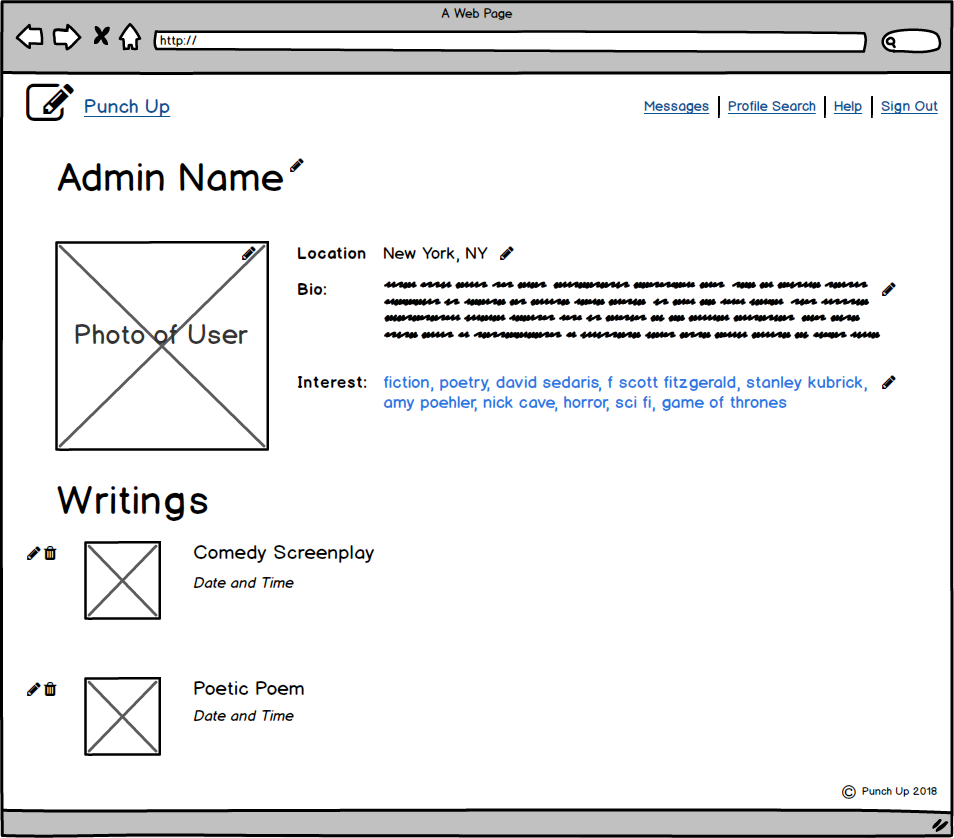 A Web Page
http://
Punch Up
Messages Profile Search Help Sign Out
Admin Name
Photo of User
Location New York, NY
Bio:
Interest: fiction, poetry, david sedaris, f scott fitzgerald, stanley kubrick,
amy poehler, nick cave, horror, sci fi, game of thrones
Writings
Comedy Screenplay
Date and Time
Poetic Poem
Date and Time
© Punch Up 2018